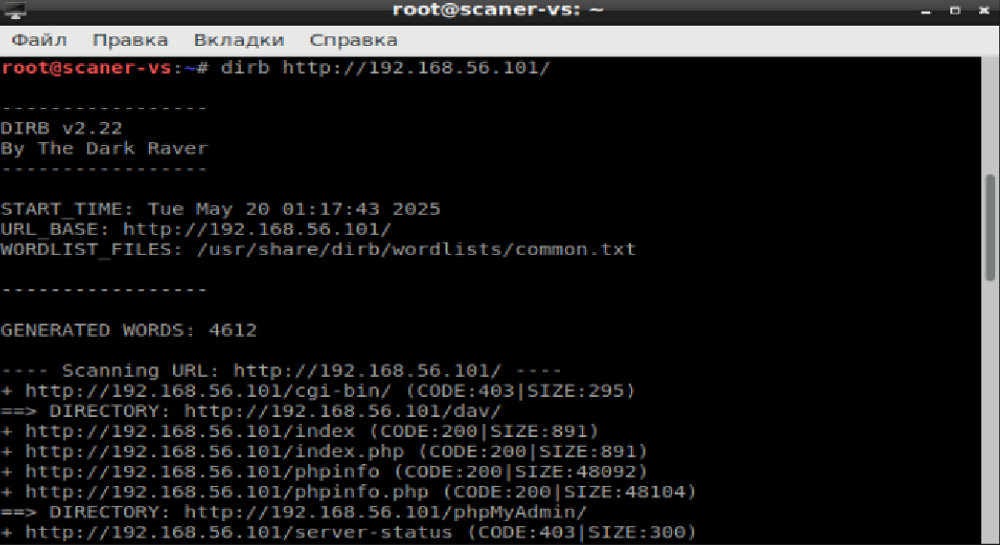 root@scaner-vs: ~
Файл Правка Вкладки Справка
root@scaner-vs:~# dirb http://192.168.56.101/
-----------------
DIRB v2.22
By The Dark Raver
-----------------
START_TIME: Tue May 20 01:17:43 2025
URL_BASE: http://192.168.56.101/
WORDLIST_FILES: /usr/share/dirb/wordlists/common.txt
-----------------
GENERATED WORDS: 4612
---- Scanning URL: http://192.168.56.101/ ----
+ http://192.168.56.101/cgi-bin/ (CODE:403|SIZE:295)
==> DIRECTORY: http://192.168.56.101/dav/
+ http://192.168.56.101/index (CODE:200|SIZE:891)
+ http://192.168.56.101/index.php (CODE:200|SIZE:891)
+ http://192.168.56.101/phpinfo (CODE:200|SIZE:48092)
+ http://192.168.56.101/phpinfo.php (CODE:200|SIZE:48104)
==> DIRECTORY: http://192.168.56.101/phpMyAdmin/
+ http://192.168.56.101/server-status (CODE:403|SIZE:300)